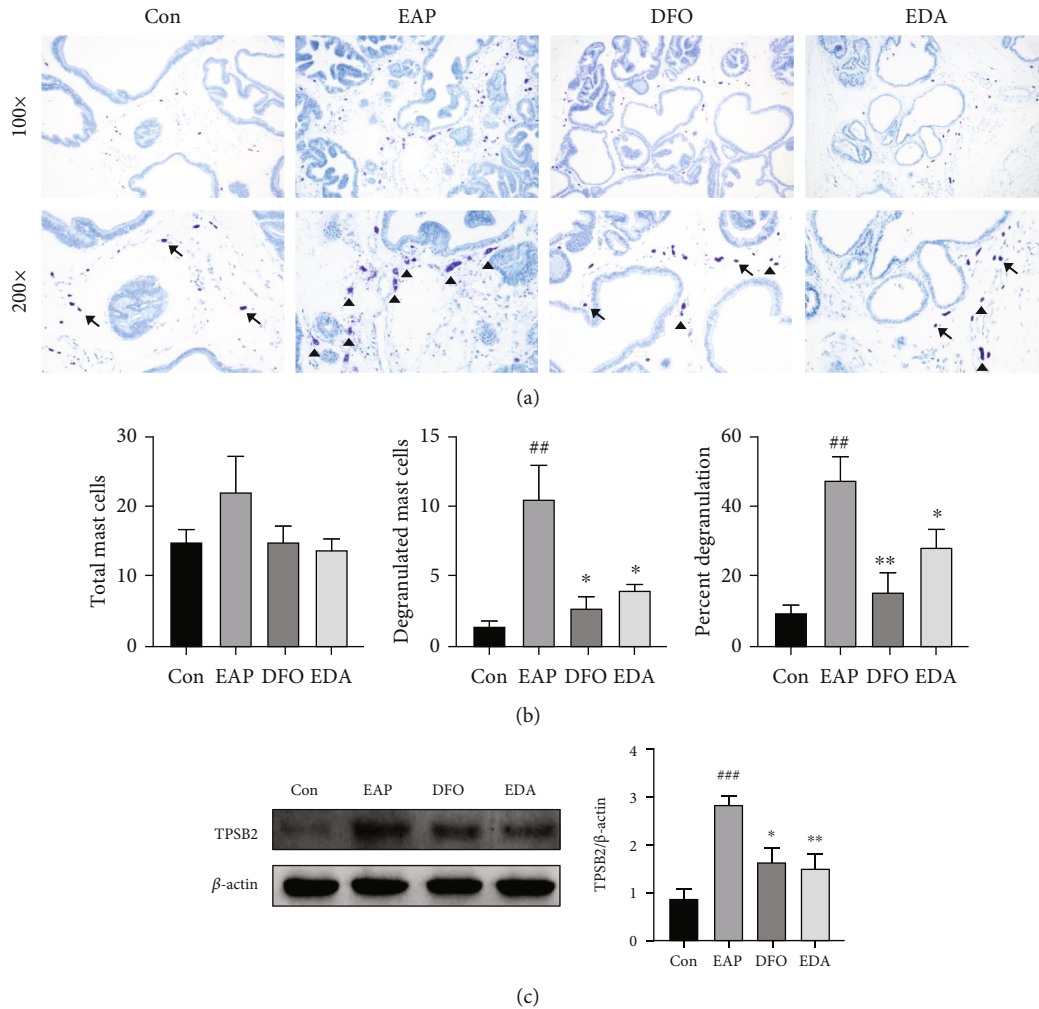 Con EAP DFO EDA
100×
200×
(a)
Total mast cells
30
20
10
0
Con EAP DFO EDA
Degranulated mast cells
15
10
5
0
##
*
*
Con EAP DFO EDA
Percent degranulation
60
40
20
0
##
**
*
Con EAP DFO EDA
(b)
Con EAP DFO EDA
TPSB2
β-actin
TPSB2/β-actin
4
3
2
1
0
###
*
**
Con EAP DFO EDA
(c)